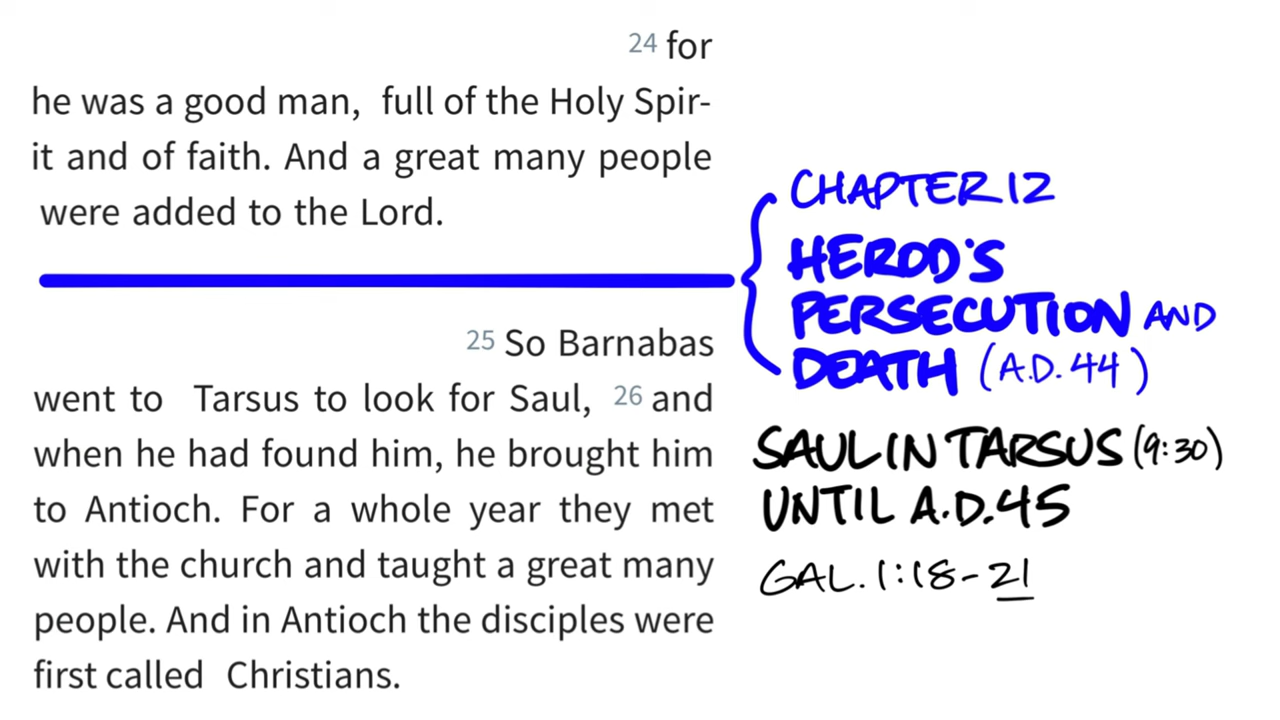 24 for
he was a good man, full of the Holy Spir-
it and of faith. And a great many people
were added to the Lord.
CHAPTER 12
HEROD'S
PERSECUTION AND
DEATH (A.D. 44)
25 So Barnabas
went to Tarsus to look for Saul, 26 and
when he had found him, he brought him
to Antioch. For a whole year they met
with the church and taught a great many
people. And in Antioch the disciples were
first called Christians.
SAUL IN TARSUS (9:30)
UNTIL A.D. 45
GAL. 1:18-21